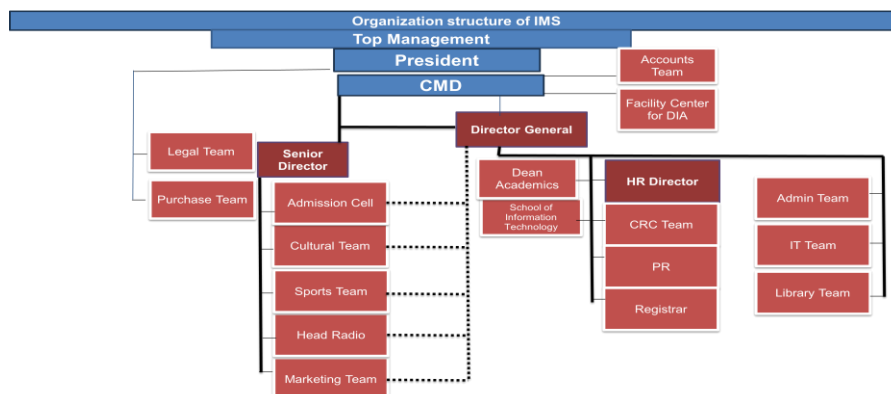 Organization structure of IMS
Top Management
President
CMD
Accounts
Team
Facility Center
for DIA
Director General
Legal Team
Senior
Director
Purchase Team
Dean
Academics
HR Director
School of
Information
Technology
Admission Cell
Cultural Team
Sports Team
Head Radio
Marketing Team
CRC Team
PR
Registrar
Admin Team
IT Team
Library Team